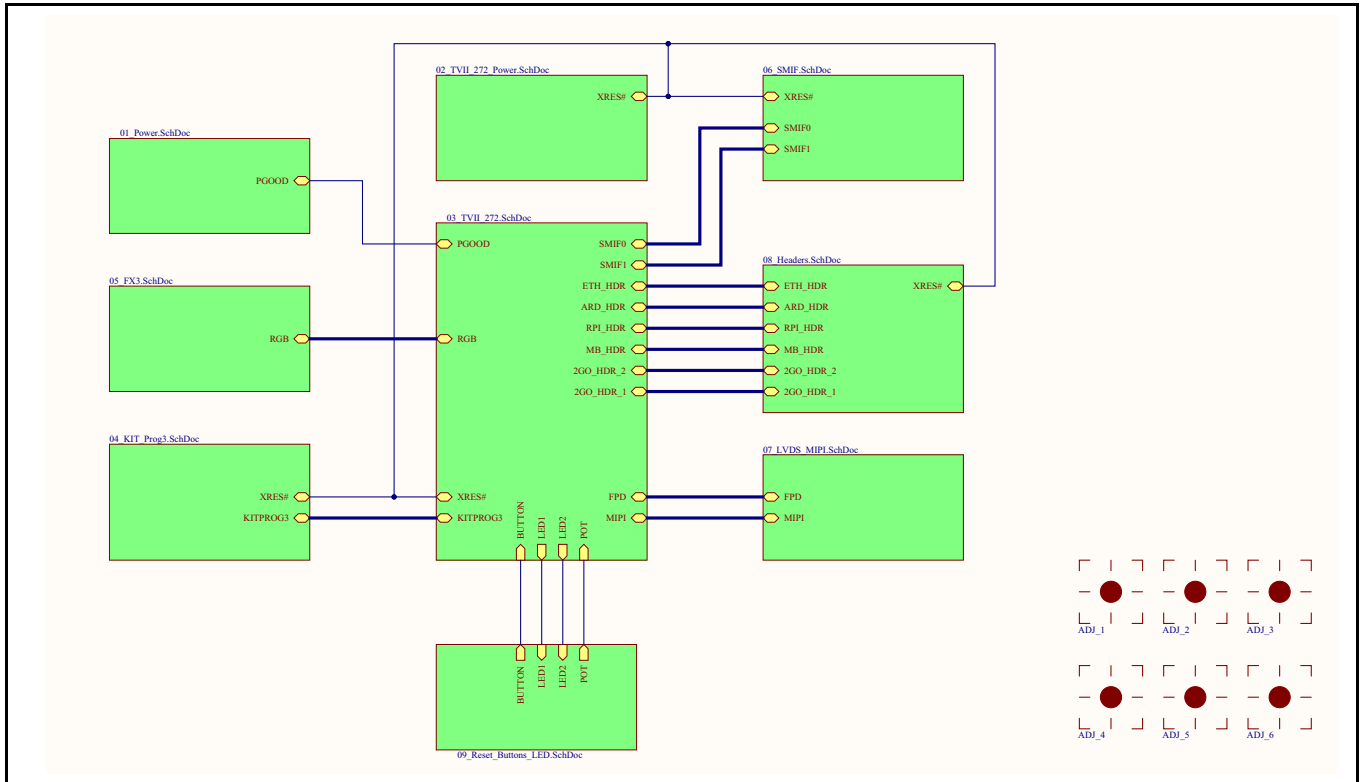 02_TVII_272_Power.SchDoc
XRES#
06_SMIF.SchDoc
XRES#
SMIF0
SMIF1
01_Power.SchDoc
PGOOD
03_TVII_272.SchDoc
PGOOD
RGB
XRES#
KITPROG3
SMIF0
SMIF1
ETH_HDR
ARD_HDR
RPI_HDR
MB_HDR
2GO_HDR_2
2GO_HDR_1
FPD
MIPI
BUTTON
LED1
LED2
POT
08_Headers.SchDoc
ETH_HDR
ARD_HDR
RPI_HDR
MB_HDR
2GO_HDR_2
2GO_HDR_1
XRES#
05_FX3.SchDoc
RGB
04_KIT_Prog3.SchDoc
XRES#
KITPROG3
07_LVDS_MIPI.SchDoc
FPD
MIPI
BUTTON
LED1
LED2
POT
09_Reset_Buttons_LED.SchDoc
ADJ_1
ADJ_2
ADJ_3
ADJ_4
ADJ_5
ADJ_6